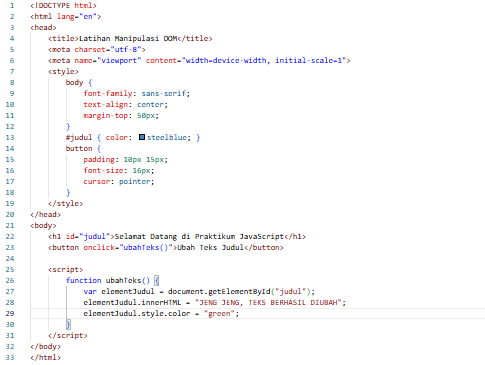 1 <!DOCTYPE html>
2 <html lang="en">
3 <head>
4 <title>Latihan Manipulasi DOM</title>
5 <meta charset="utf-8">
6 <meta name="viewport" content="width=device-width, initial-scale=1">
7 <style>
8 body {
9 font-family: sans-serif;
10 text-align: center;
11 margin-top: 50px;
12 }
13 #judul { color: steelblue; }
14 button {
15 padding: 10px 15px;
16 font-size: 16px;
17 cursor: pointer;
18 }
19 </style>
20 </head>
21 <body>
22 <h1 id="judul">Selamat Datang di Praktikum JavaScript</h1>
23 <button onclick="ubahTeks()">Ubah Teks Judul</button>
24
25 <script>
26 function ubahTeks() {
27 var elementJudul = document.getElementById("judul");
28 elementJudul.innerHTML = "JENG JENG, TEKS BERHASIL DIUBAH";
29 elementJudul.style.color = "green";
30 }
31 </script>
32 </body>
33 </html>